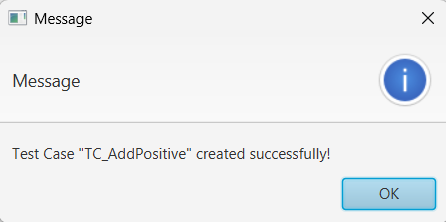 Message
Message
Test Case "TC_AddPositive" created successfully!
OK